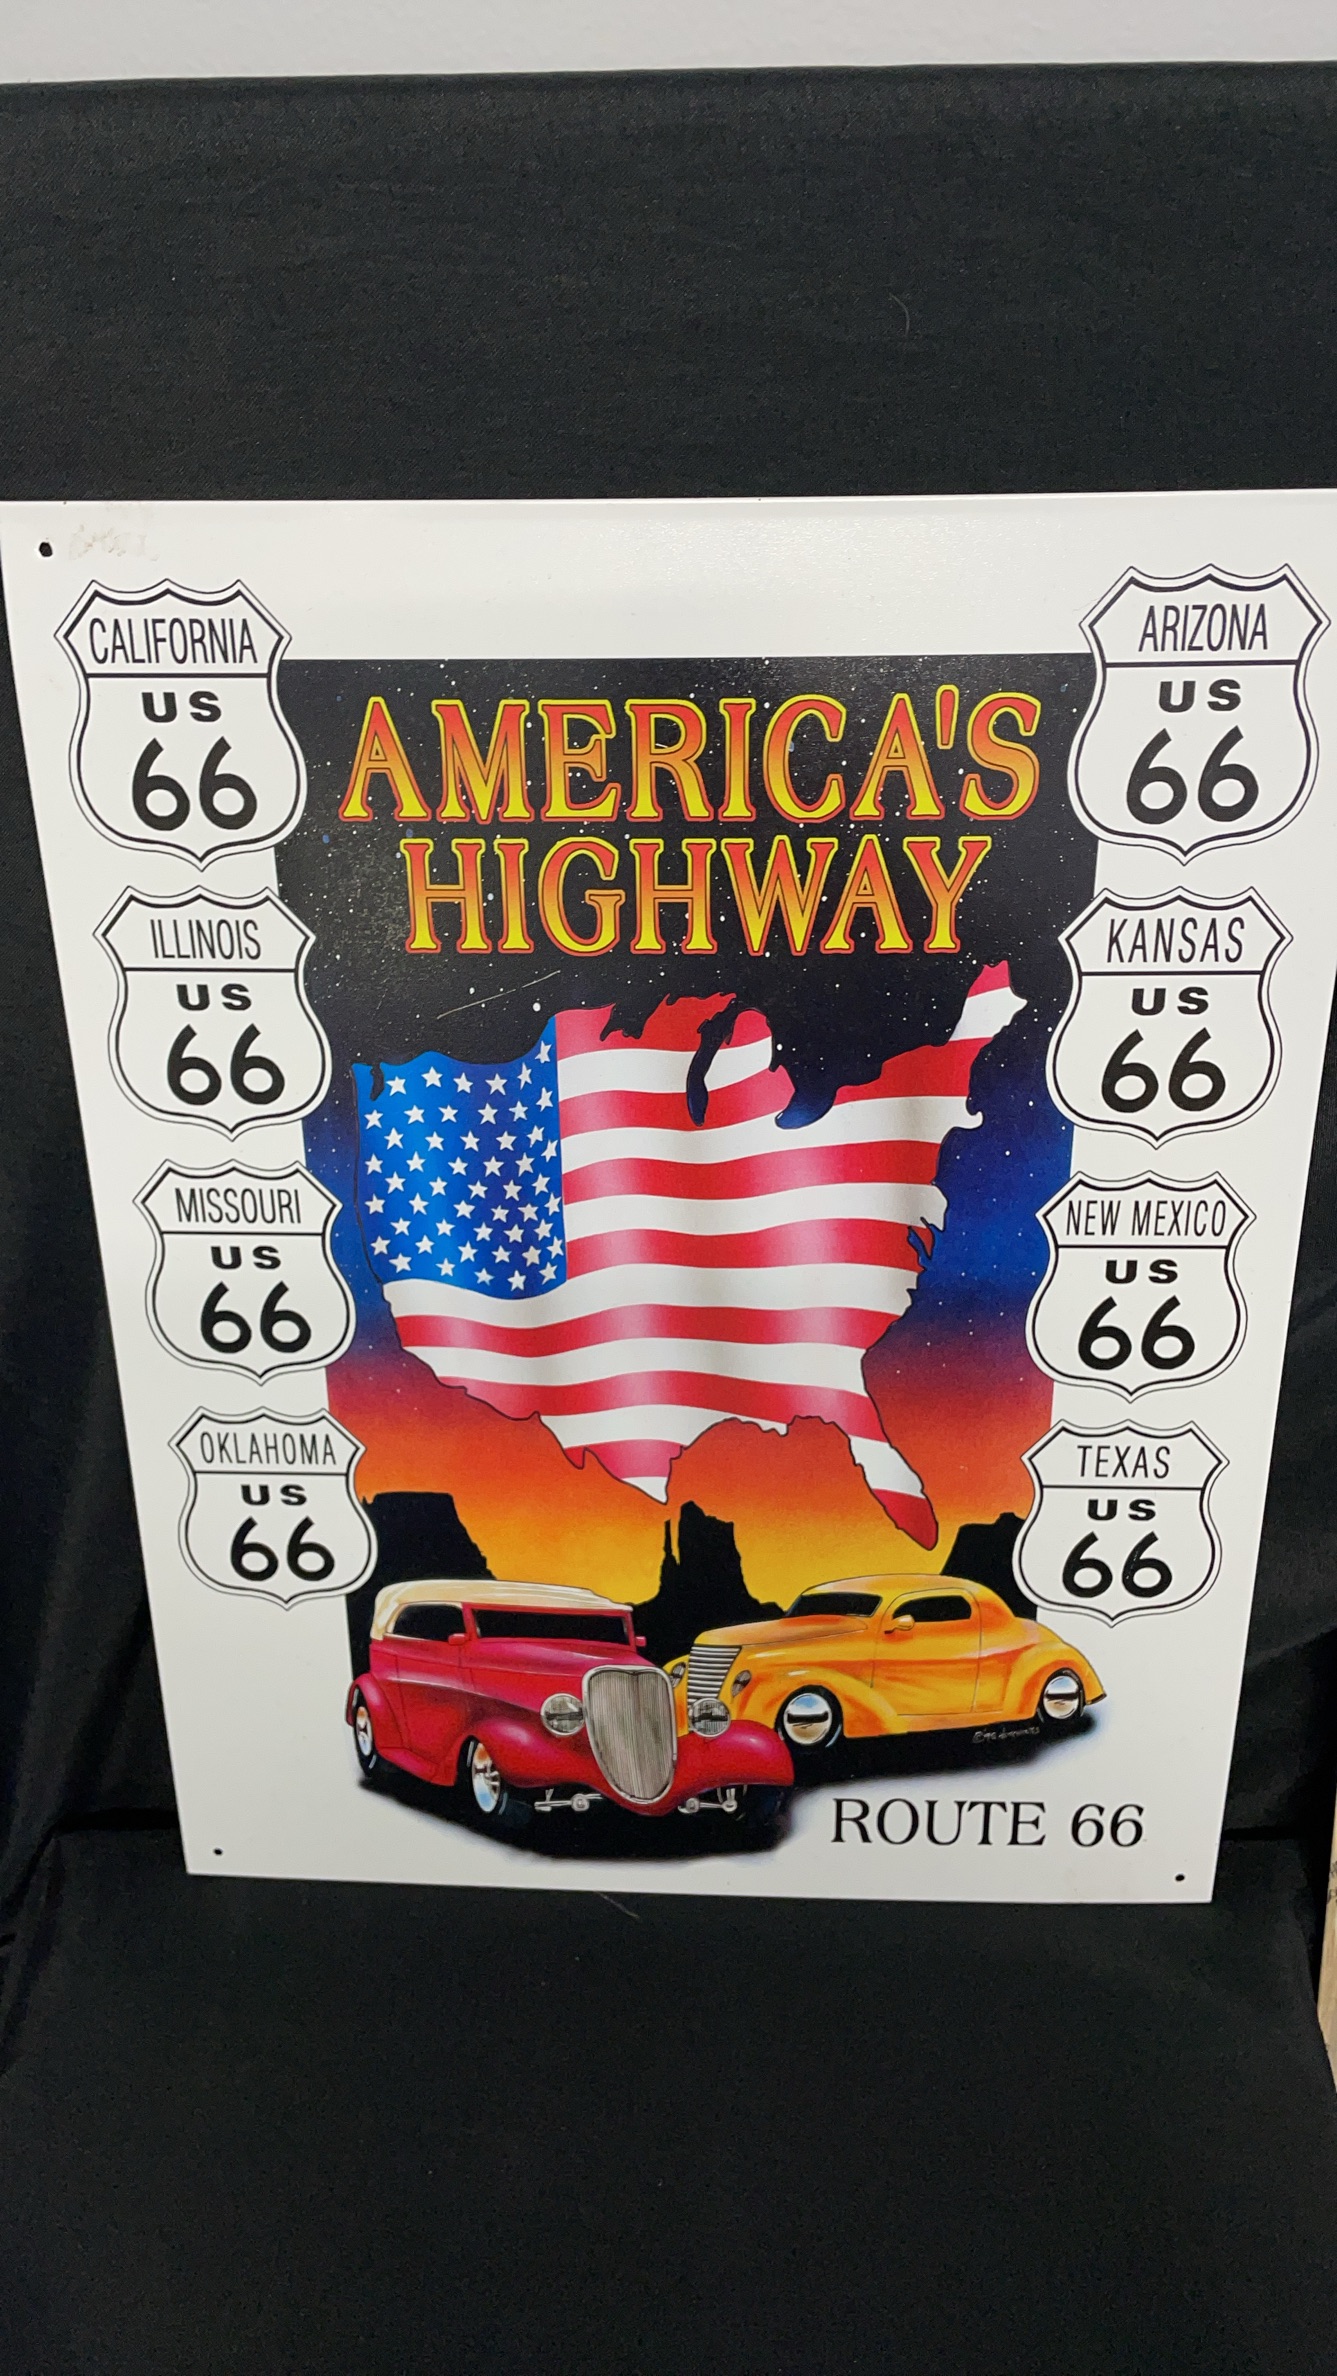 AMERICA'S
HIGHWAY
CALIFORNIA
US
66
ILLINOIS
US
66
MISSOURI
US
66
OKLAHOMA
US
66
ARIZONA
US
66
KANSAS
US
66
NEW MEXICO
US
66
TEXAS
US
66
ROUTE 66